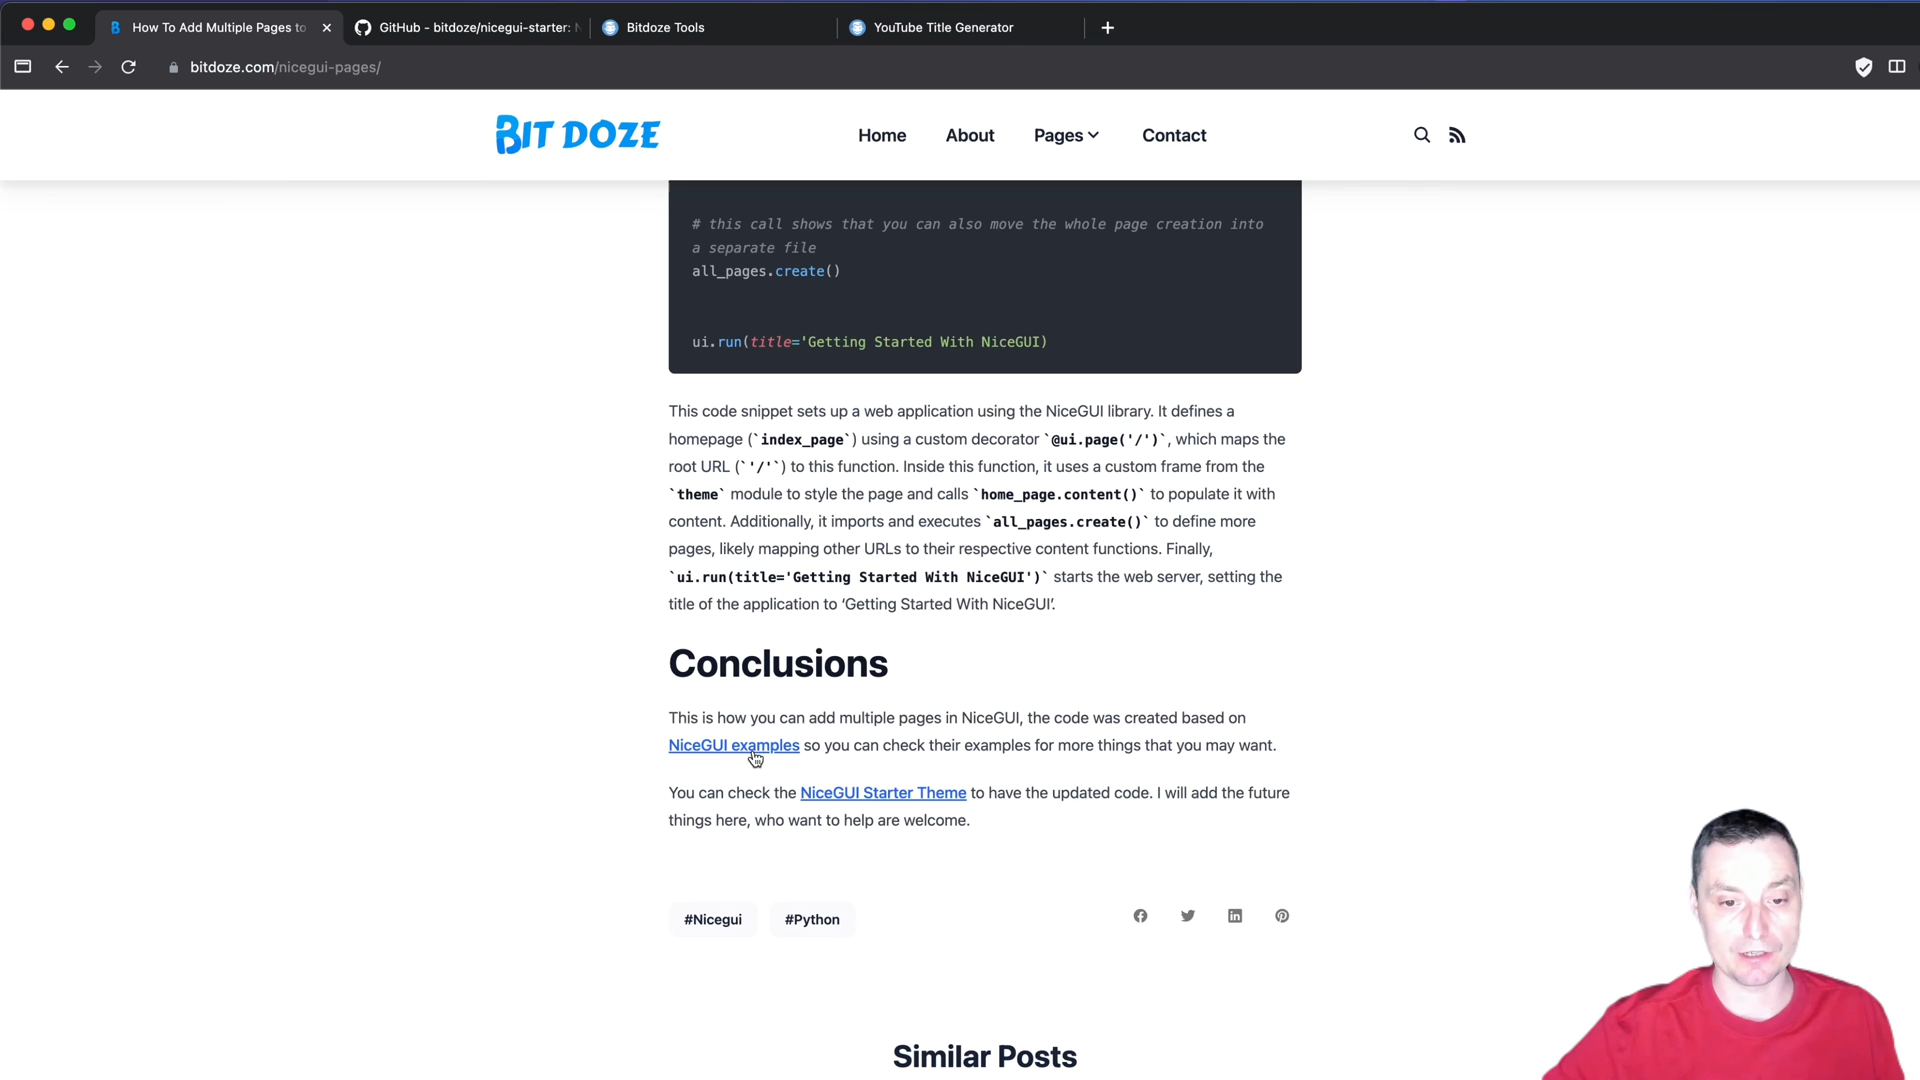 How To Add Multiple Pages to
GitHub - bitdoze/nicegui-starter:
Bitdoze Tools
YouTube Title Generator
bitdoze.com/nicegui-pages/
BIT DOZE
Home
About
Pages
Contact
# this call shows that you can also move the whole page creation into
a separate file
all_pages.create()
ui.run(title='Getting Started With NiceGUI)
This code snippet sets up a web application using the NiceGUI library. It defines a
homepage (`index_page`) using a custom decorator `@ui.page('/')`, which maps the
root URL (`'/'`) to this function. Inside this function, it uses a custom frame from the
`theme` module to style the page and calls `home_page.content()` to populate it with
content. Additionally, it imports and executes `all_pages.create()` to define more
pages, likely mapping other URLs to their respective content functions. Finally,
`ui.run(title='Getting Started With NiceGUI')` starts the web server, setting the
title of the application to ‘Getting Started With NiceGUI’.
Conclusions
This is how you can add multiple pages in NiceGUI, the code was created based on
NiceGUI examples so you can check their examples for more things that you may want.
You can check the NiceGUI Starter Theme to have the updated code. I will add the future
things here, who want to help are welcome.
#Nicegui
#Python
Similar Posts